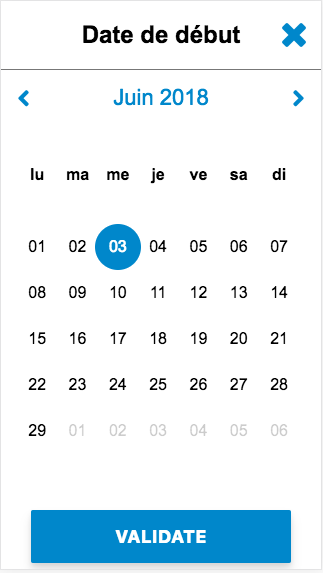 Date de début
Juin 2018
lu ma me je ve sa di
01 02 03 04 05 06 07
08 09 10 11 12 13 14
15 16 17 18 19 20 21
22 23 24 25 26 27 28
29 01 02 03 04 05 06
VALIDATE